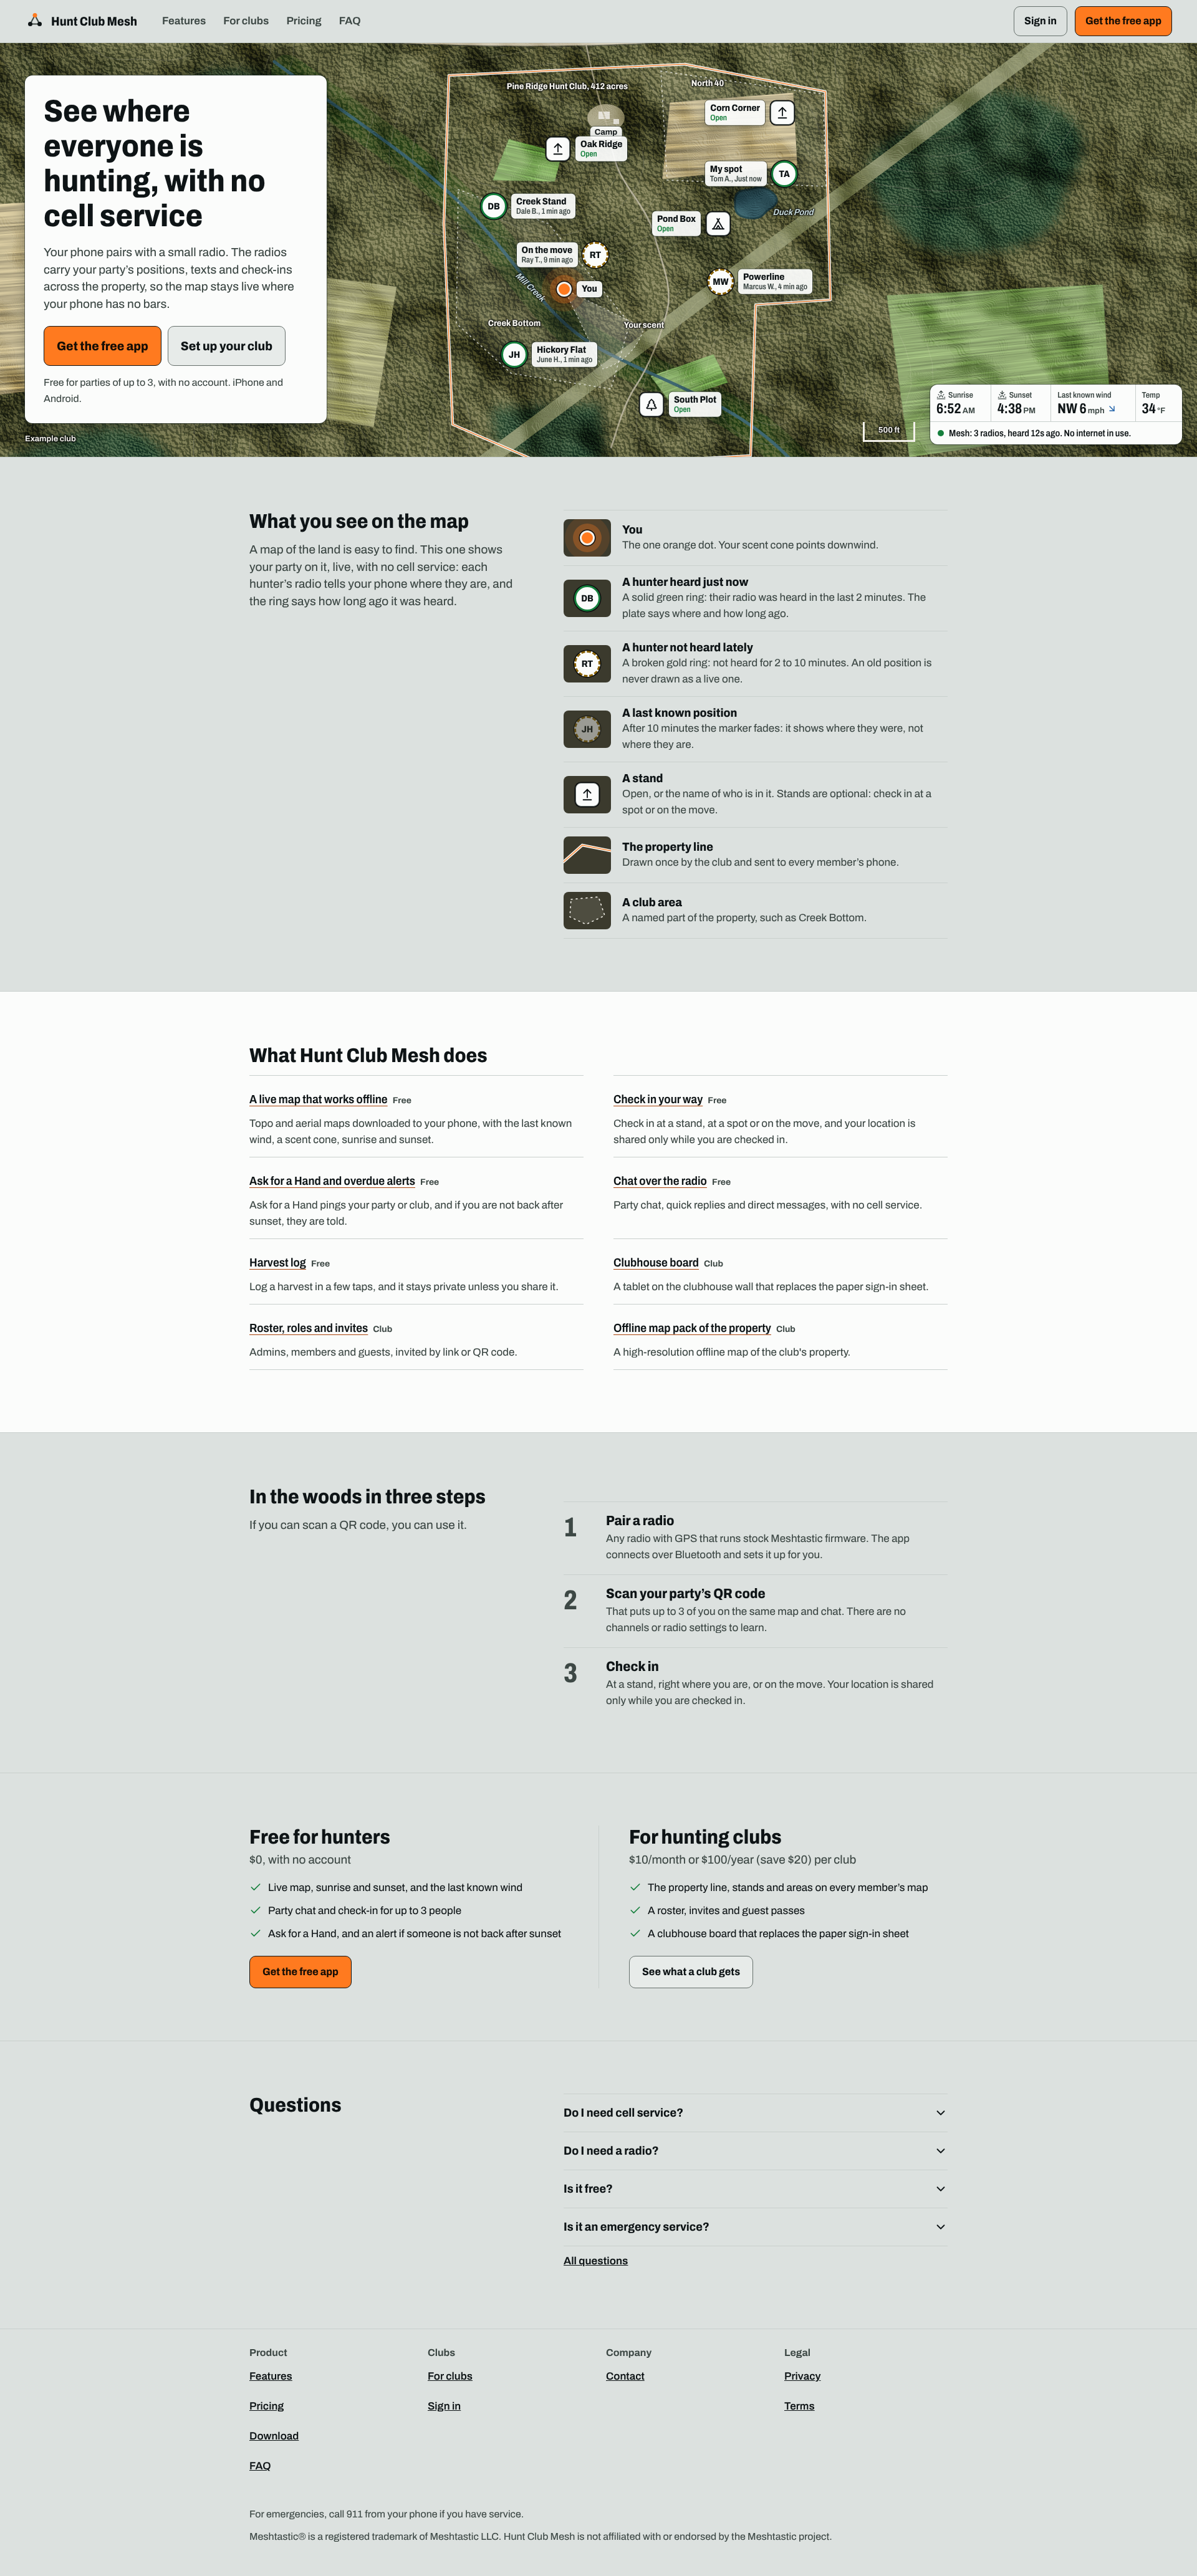 Hunt Club Mesh
Features
For clubs
Pricing
FAQ
Sign in
Get the free app
See where
everyone is
hunting, with no
cell service
Your phone pairs with a small radio. The radios
carry your party’s positions, texts and check-ins
across the property, so the map stays live where
your phone has no bars.
Get the free app
Set up your club
Free for parties of up to 3, with no account. iPhone and
Android.
Example club
Pine Ridge Hunt Club, 412 acres
North 40
Corn Corner
Open
Camp
Oak Ridge
Open
My spot
Tom A., Just now
TA
DB
Creek Stand
Dale B., 1 min ago
Duck Pond
Pond Box
Open
On the move
Ray T., 9 min ago
RT
Mill Creek
You
MW
Powerline
Marcus W., 4 min ago
Creek Bottom
Your scent
JH
Hickory Flat
June H., 1 min ago
South Plot
Open
500 ft
Sunrise
6:52 AM
Sunset
4:38 PM
Last known wind
NW 6 mph
Temp
34 °F
Mesh: 3 radios, heard 12s ago. No internet in use.
What you see on the map
A map of the land is easy to find. This one shows
your party on it, live, with no cell service: each
hunter’s radio tells your phone where they are, and
the ring says how long ago it was heard.
You
The one orange dot. Your scent cone points downwind.
DB
A hunter heard just now
A solid green ring: their radio was heard in the last 2 minutes. The
plate says where and how long ago.
RT
A hunter not heard lately
A broken gold ring: not heard for 2 to 10 minutes. An old position is
never drawn as a live one.
JH
A last known position
After 10 minutes the marker fades: it shows where they were, not
where they are.
A stand
Open, or the name of who is in it. Stands are optional: check in at a
spot or on the move.
The property line
Drawn once by the club and sent to every member’s phone.
A club area
A named part of the property, such as Creek Bottom.
What Hunt Club Mesh does
A live map that works offline Free
Topo and aerial maps downloaded to your phone, with the last known
wind, a scent cone, sunrise and sunset.
Check in your way Free
Check in at a stand, at a spot or on the move, and your location is
shared only while you are checked in.
Ask for a Hand and overdue alerts Free
Ask for a Hand pings your party or club, and if you are not back after
sunset, they are told.
Chat over the radio Free
Party chat, quick replies and direct messages, with no cell service.
Harvest log Free
Log a harvest in a few taps, and it stays private unless you share it.
Clubhouse board Club
A tablet on the clubhouse wall that replaces the paper sign-in sheet.
Roster, roles and invites Club
Admins, members and guests, invited by link or QR code.
Offline map pack of the property Club
A high-resolution offline map of the club's property.
In the woods in three steps
If you can scan a QR code, you can use it.
1
Pair a radio
Any radio with GPS that runs stock Meshtastic firmware. The app
connects over Bluetooth and sets it up for you.
2
Scan your party’s QR code
That puts up to 3 of you on the same map and chat. There are no
channels or radio settings to learn.
3
Check in
At a stand, right where you are, or on the move. Your location is shared
only while you are checked in.
Free for hunters
$0, with no account
Live map, sunrise and sunset, and the last known wind
Party chat and check-in for up to 3 people
Ask for a Hand, and an alert if someone is not back after sunset
Get the free app
For hunting clubs
$10/month or $100/year (save $20) per club
The property line, stands and areas on every member’s map
A roster, invites and guest passes
A clubhouse board that replaces the paper sign-in sheet
See what a club gets
Questions
Do I need cell service?
Do I need a radio?
Is it free?
Is it an emergency service?
All questions
Product
Features
Pricing
Download
FAQ
Clubs
For clubs
Sign in
Company
Contact
Legal
Privacy
Terms
For emergencies, call 911 from your phone if you have service.
Meshtastic® is a registered trademark of Meshtastic LLC. Hunt Club Mesh is not affiliated with or endorsed by the Meshtastic project.